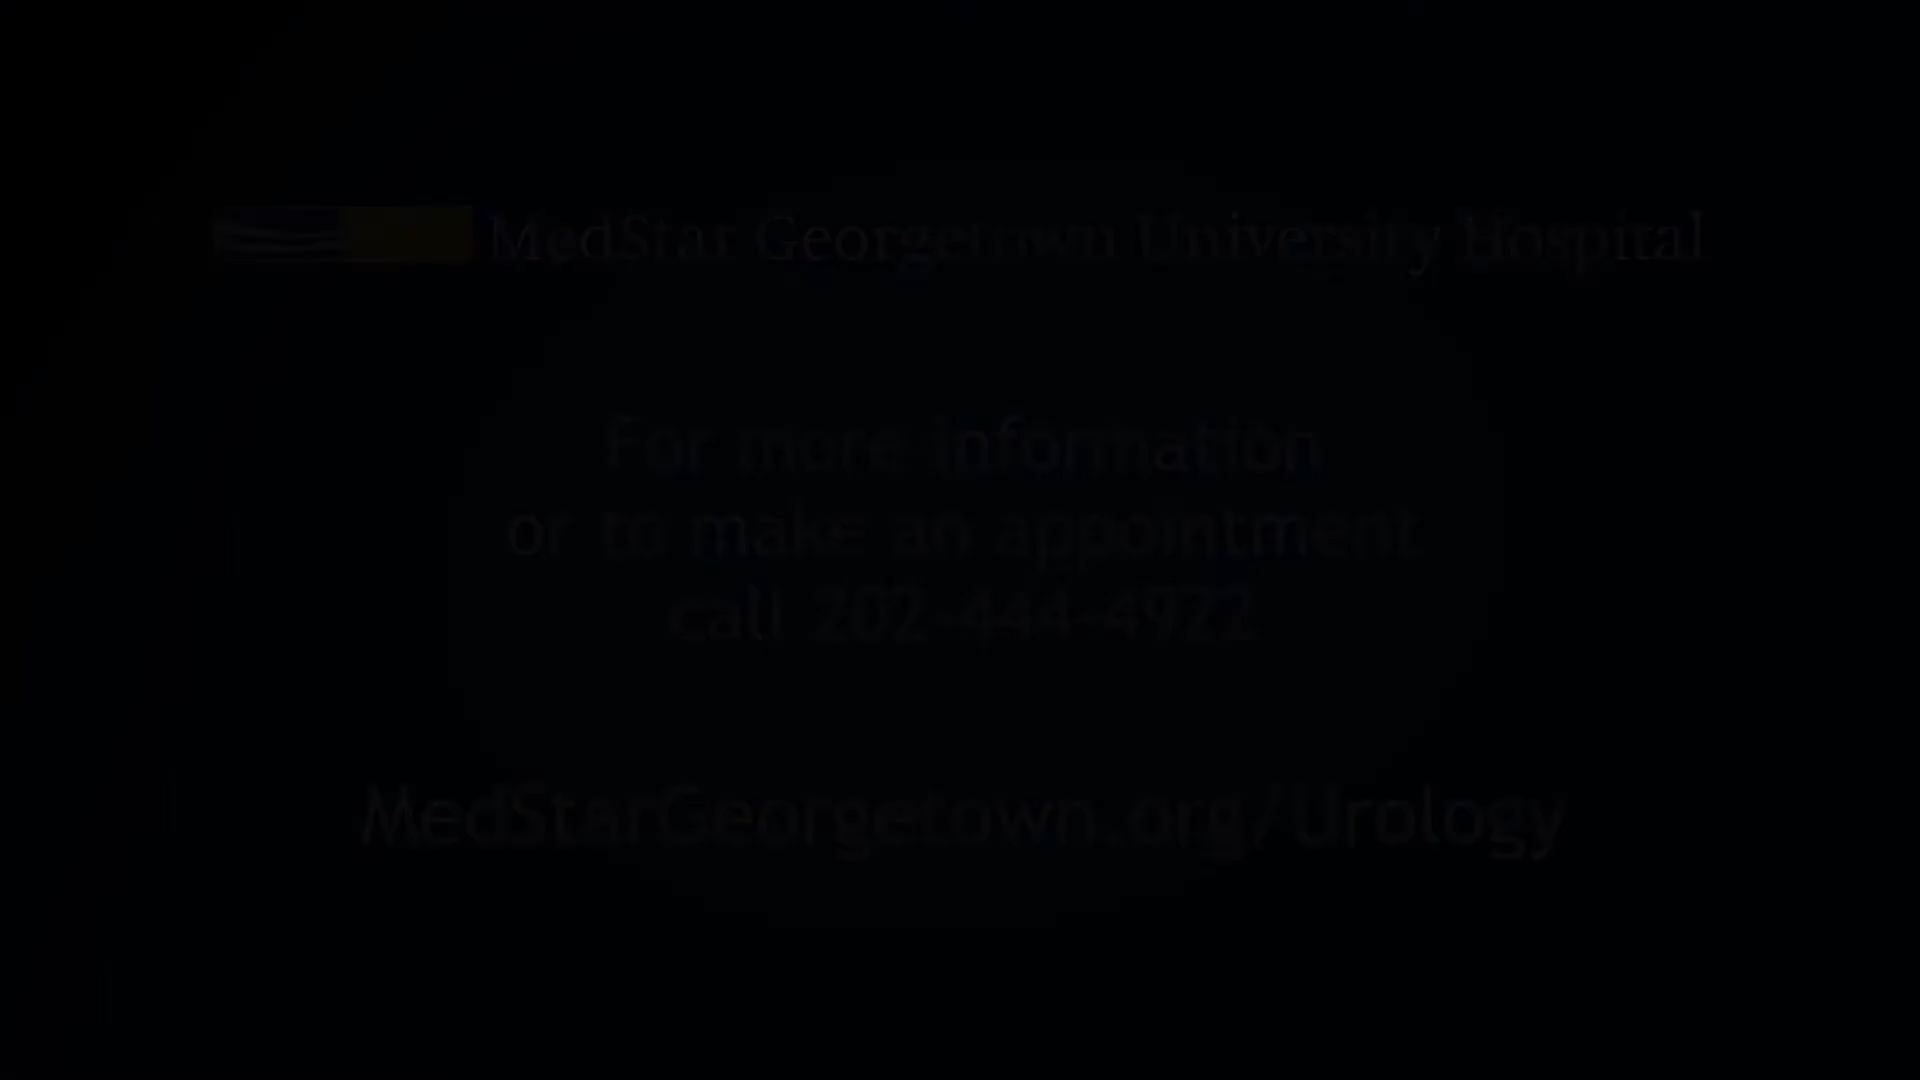 MedStar Georgetown University Hospital
For more information
or to make an appointment
call 202-444-4922
MedStarGeorgetown.org/Urology